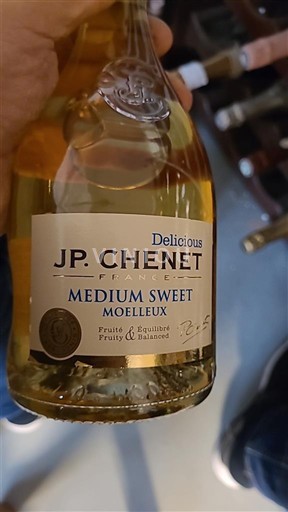 Delicious
JP. CHENET
FRANCE
MEDIUM SWEET
MOELLEUX
Fruité & Équilibré
Fruity & Balanced